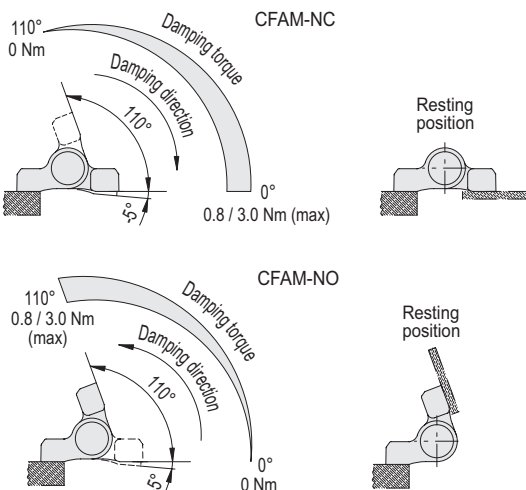 CFAM-NC
110°
0 Nm
Damping torque
Damping direction
110°
-5°
0°
0.8 / 3.0 Nm (max)
Resting
position
CFAM-NO
110°
0.8 / 3.0 Nm
(max)
Damping torque
Damping direction
110°
-5°
0°
0 Nm
Resting
position